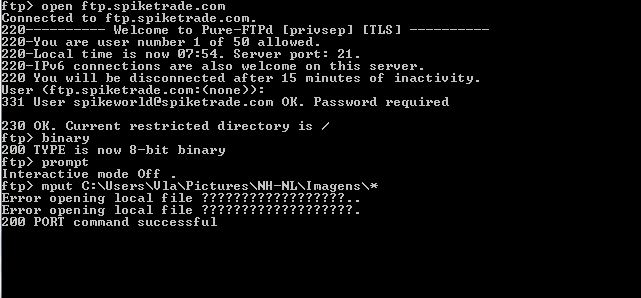 ftp> open ftp.spiketrade.com
Connected to ftp.spiketrade.com.
220---------- Welcome to Pure-FTPd [privsep] [TLS] ----------
220-You are user number 1 of 50 allowed.
220-Local time is now 07:54. Server port: 21.
220-IPv6 connections are also welcome on this server.
220 You will be disconnected after 15 minutes of inactivity.
User (ftp.spiketrade.com:(none)):
331 User spikeworld@spiketrade.com OK. Password required
230 OK. Current restricted directory is /
ftp> binary
200 TYPE is now 8-bit binary
ftp> prompt
Interactive mode Off .
ftp> mput C:\Users\Vla\Pictures\NH-NL\Imagens\*
Error opening local file ???????????????????..
Error opening local file ????????????????????.
200 PORT command successful